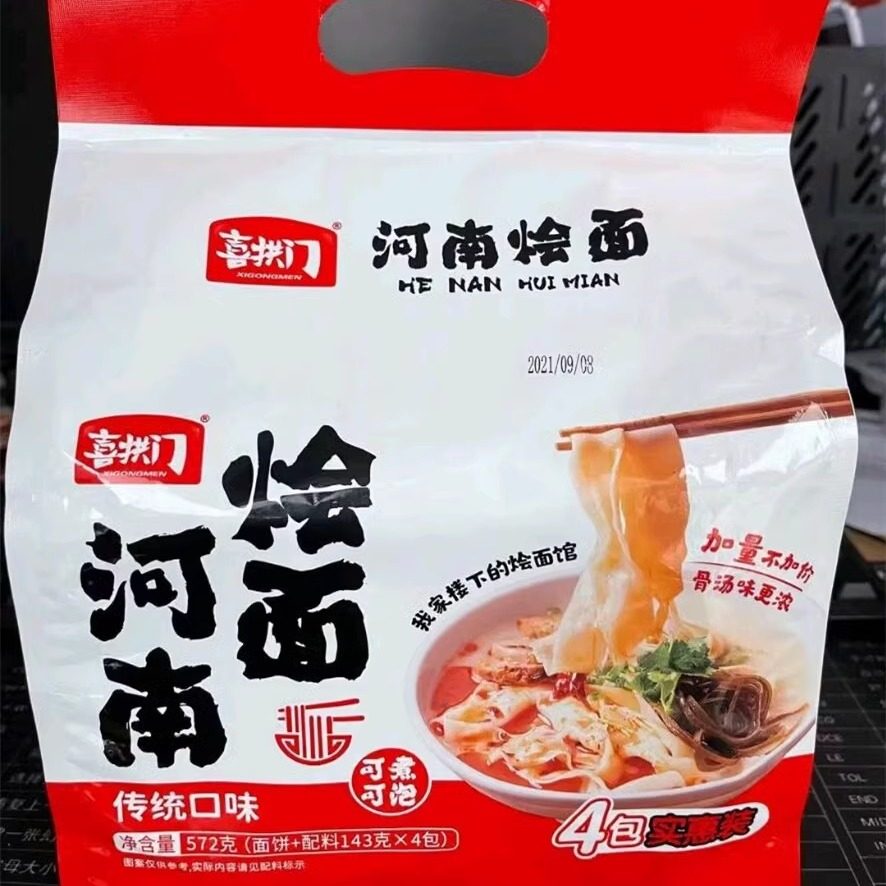 喜拱门®
XIGONGMEN
河南烩面
HE NAN HUI MIAN
2021/09/08
喜拱门®
XIGONGMEN
河南
烩面
我家楼下的烩面馆
加量不加价
骨汤味更浓
可煮
可泡
传统口味
净含量 572克（面饼+配料143克×4包）
图案仅供参考,实际内容请见配料标示
4包实惠装
TOL
END